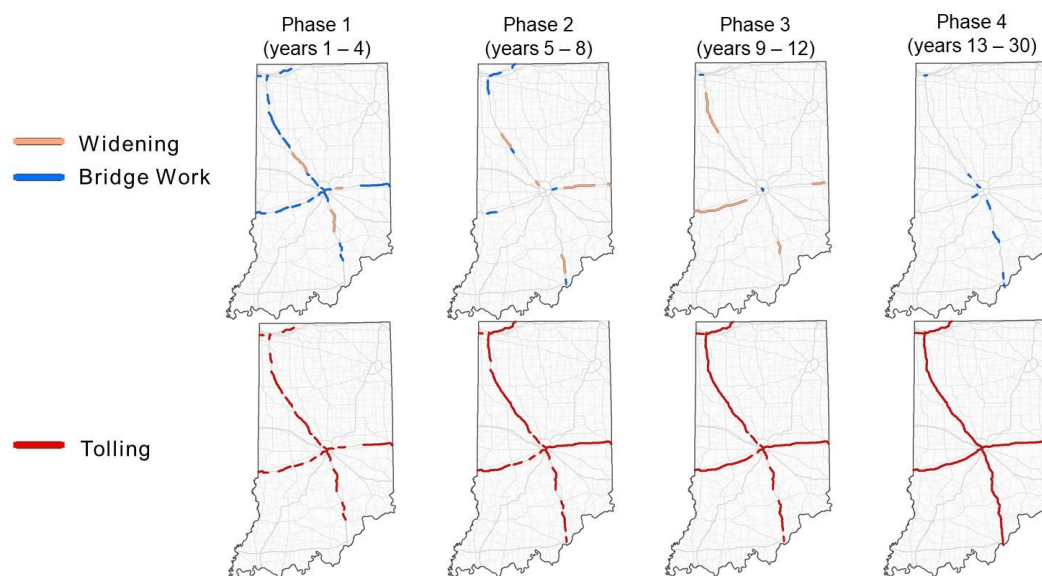 Phase 1
(years 1 – 4)
Phase 2
(years 5 – 8)
Phase 3
(years 9 – 12)
Phase 4
(years 13 – 30)
Widening
Bridge Work
Tolling